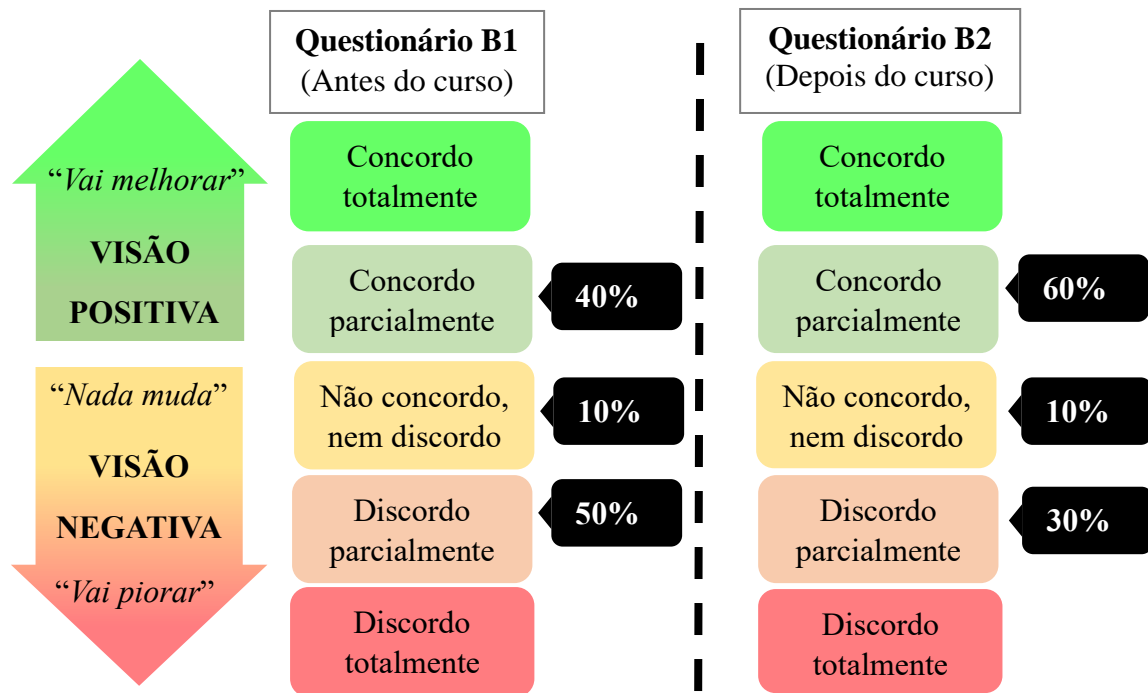 Questionário B1
(Antes do curso)
Questionário B2
(Depois do curso)
“Vai melhorar”
VISÃO
POSITIVA
“Nada muda”
VISÃO
NEGATIVA
“Vai piorar”
Concordo
totalmente
Concordo
parcialmente
40%
Não concordo,
nem discordo
10%
Discordo
parcialmente
50%
Discordo
totalmente
Concordo
totalmente
Concordo
parcialmente
60%
Não concordo,
nem discordo
10%
Discordo
parcialmente
30%
Discordo
totalmente